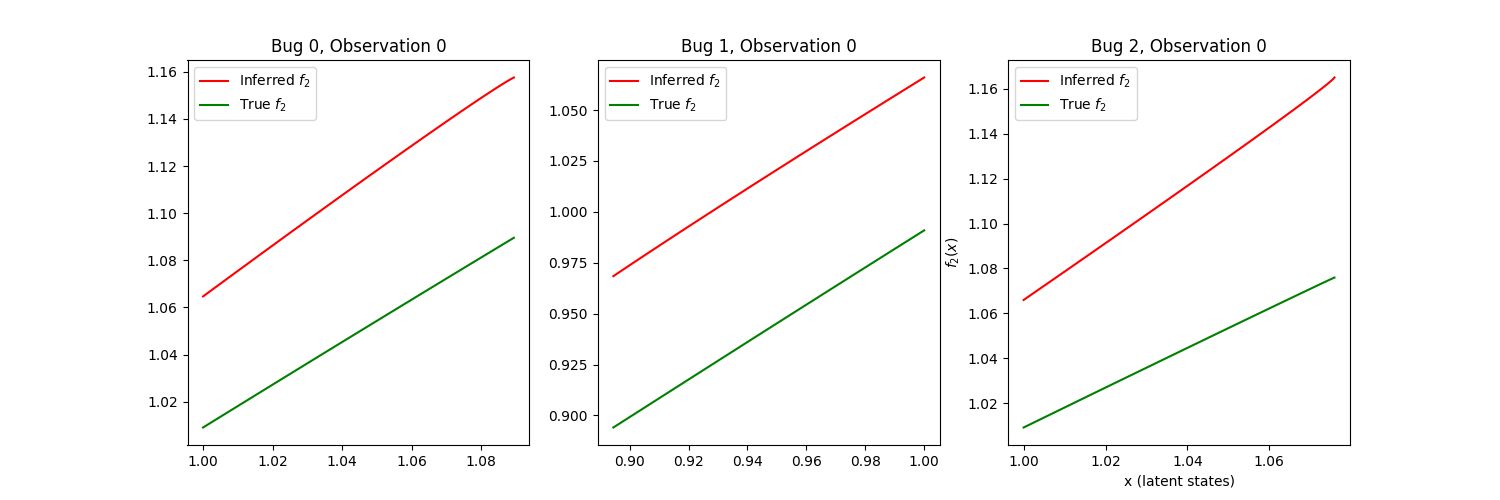 Bug 0, Observation 0
Inferred f₂
True f₂
1.16
1.14
1.12
1.10
1.08
1.06
1.04
1.02
1.00 1.02 1.04 1.06 1.08
Bug 1, Observation 0
Inferred f₂
True f₂
1.050
1.025
1.000
0.975
0.950
0.925
0.900
0.90 0.92 0.94 0.96 0.98 1.00
Bug 2, Observation 0
Inferred f₂
True f₂
f₂(x)
1.16
1.14
1.12
1.10
1.08
1.06
1.04
1.02
1.00 1.02 1.04 1.06
x (latent states)